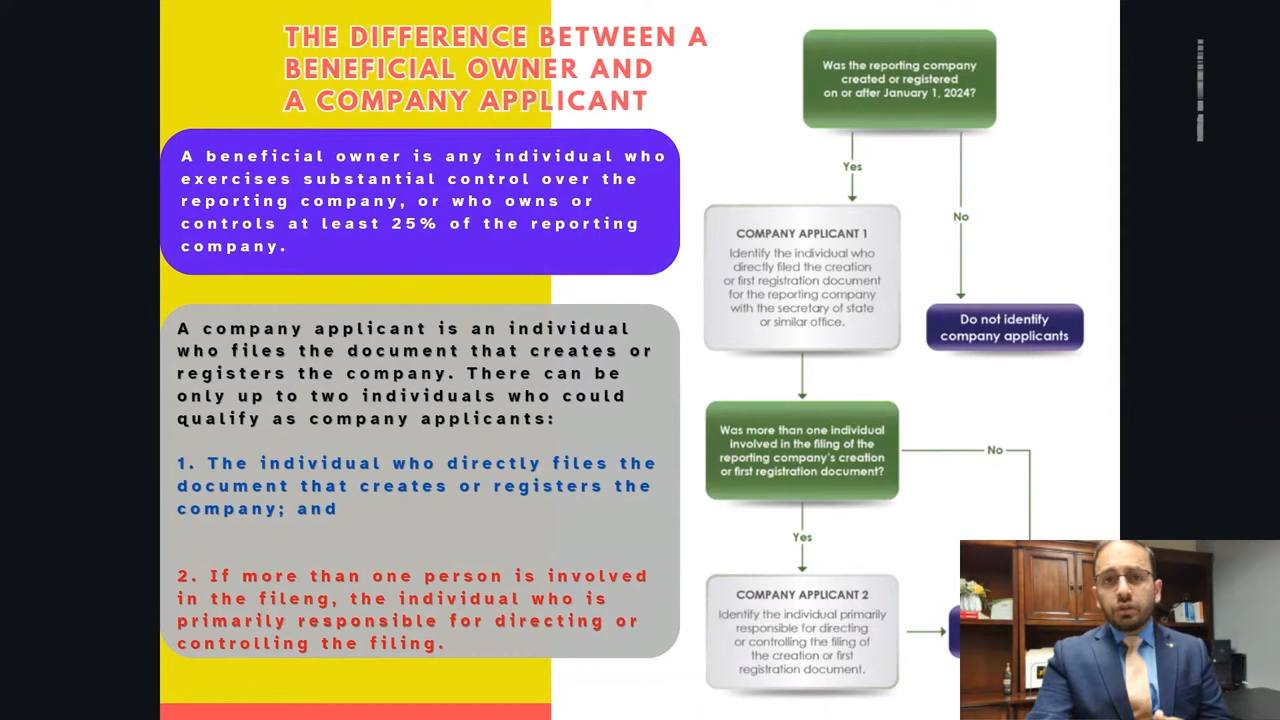 THE DIFFERENCE BETWEEN A
BENEFICIAL OWNER AND
A COMPANY APPLICANT
A beneficial owner is any individual who
exercises substantial control over the
reporting company, or who owns or
controls at least 25% of the reporting
company.
A company applicant is an individual
who files the document that creates or
registers the company. There can be
only up to two individuals who could
qualify as company applicants:
1. The individual who directly files the
document that creates or registers the
company; and
2. If more than one person is involved
in the fileng, the individual who is
primarily responsible for directing or
controlling the filing.
Was the reporting company
created or registered
on or after January 1, 2024?
Yes
No
COMPANY APPLICANT 1
Identify the individual who
directly filed the creation
or first registration document
for the reporting company
with the secretary of state
or similar office.
Do not identify
company applicants
Was more than one individual
involved in the filing of the
reporting company's creation
or first registration document?
No
Yes
COMPANY APPLICANT 2
Identify the individual primarily
responsible for directing
or controlling the filing of
the creation or first
registration document.